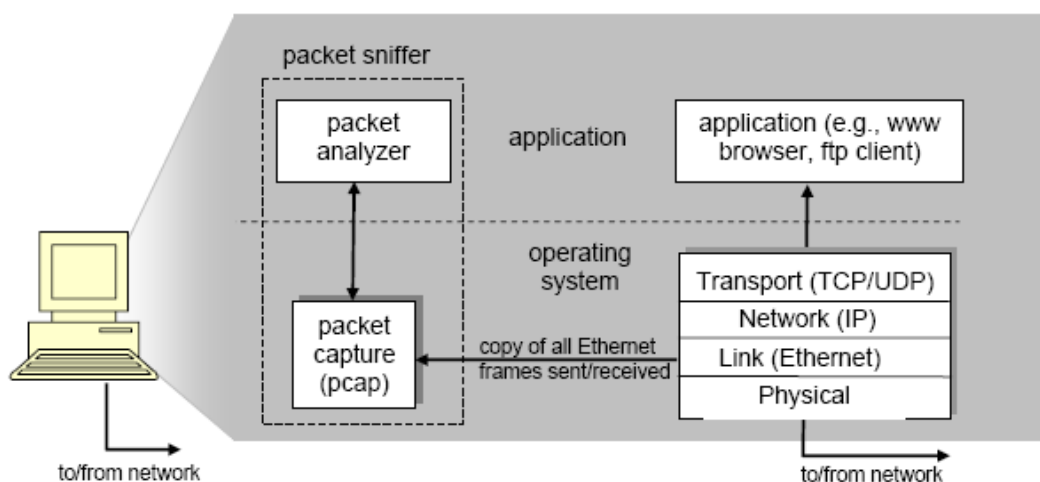 packet sniffer
packet
analyzer
application
application (e.g., www
browser, ftp client)
operating
system
packet
capture
(pcap)
copy of all Ethernet
frames sent/received
Transport (TCP/UDP)
Network (IP)
Link (Ethernet)
Physical
to/from network
to/from network